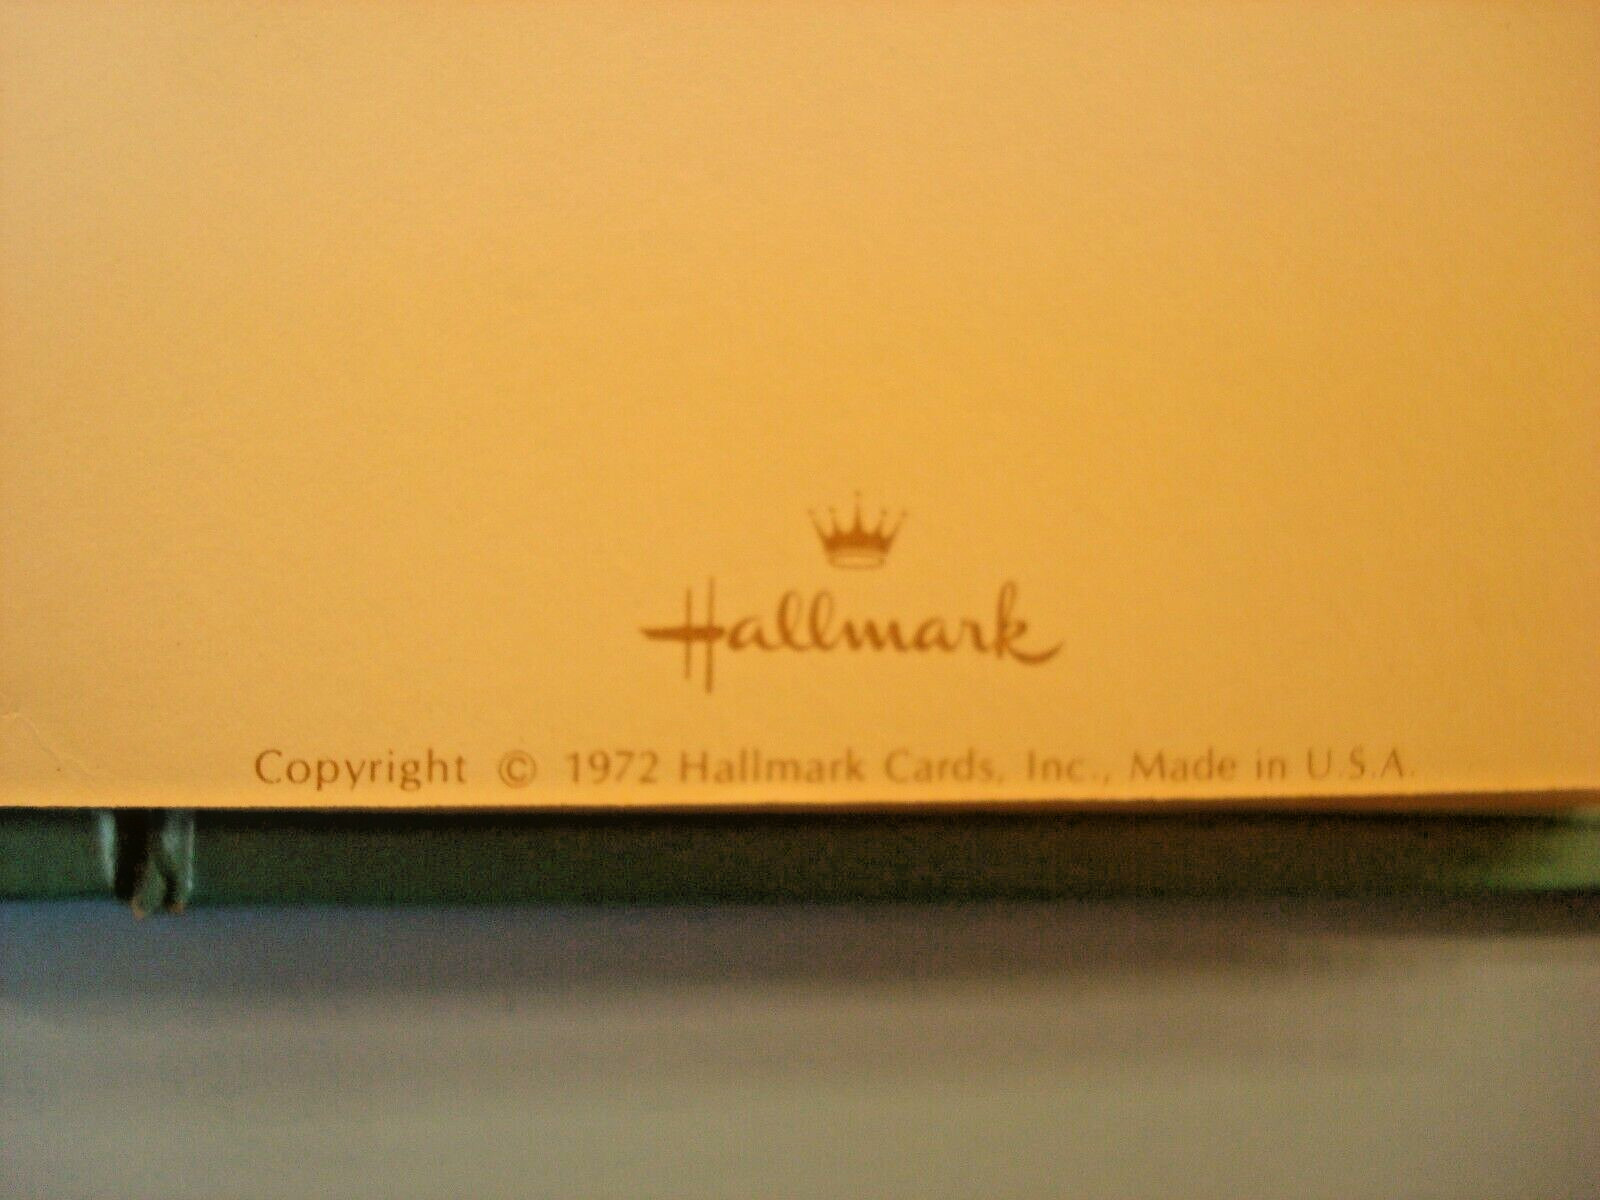 Hallmark
Copyright © 1972 Hallmark Cards, Inc., Made in U.S.A.